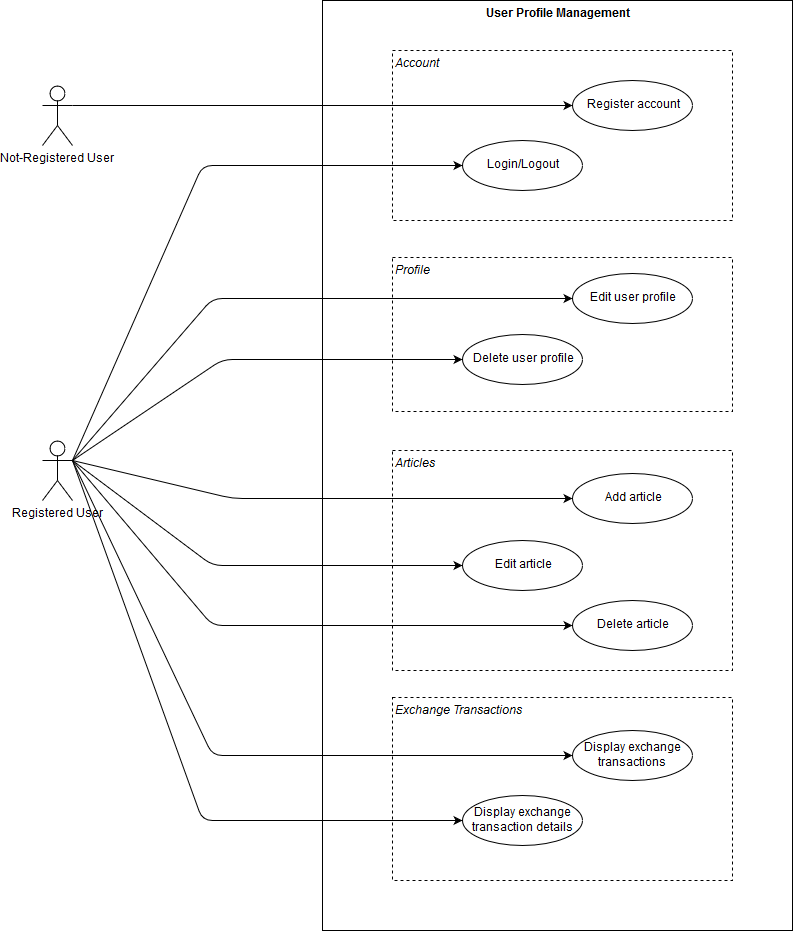 User Profile Management
Account
Register account
Not-Registered User
Login/Logout
Profile
Edit user profile
Delete user profile
Articles
Add article
Registered User
Edit article
Delete article
Exchange Transactions
Display exchange
transactions
Display exchange
transaction details